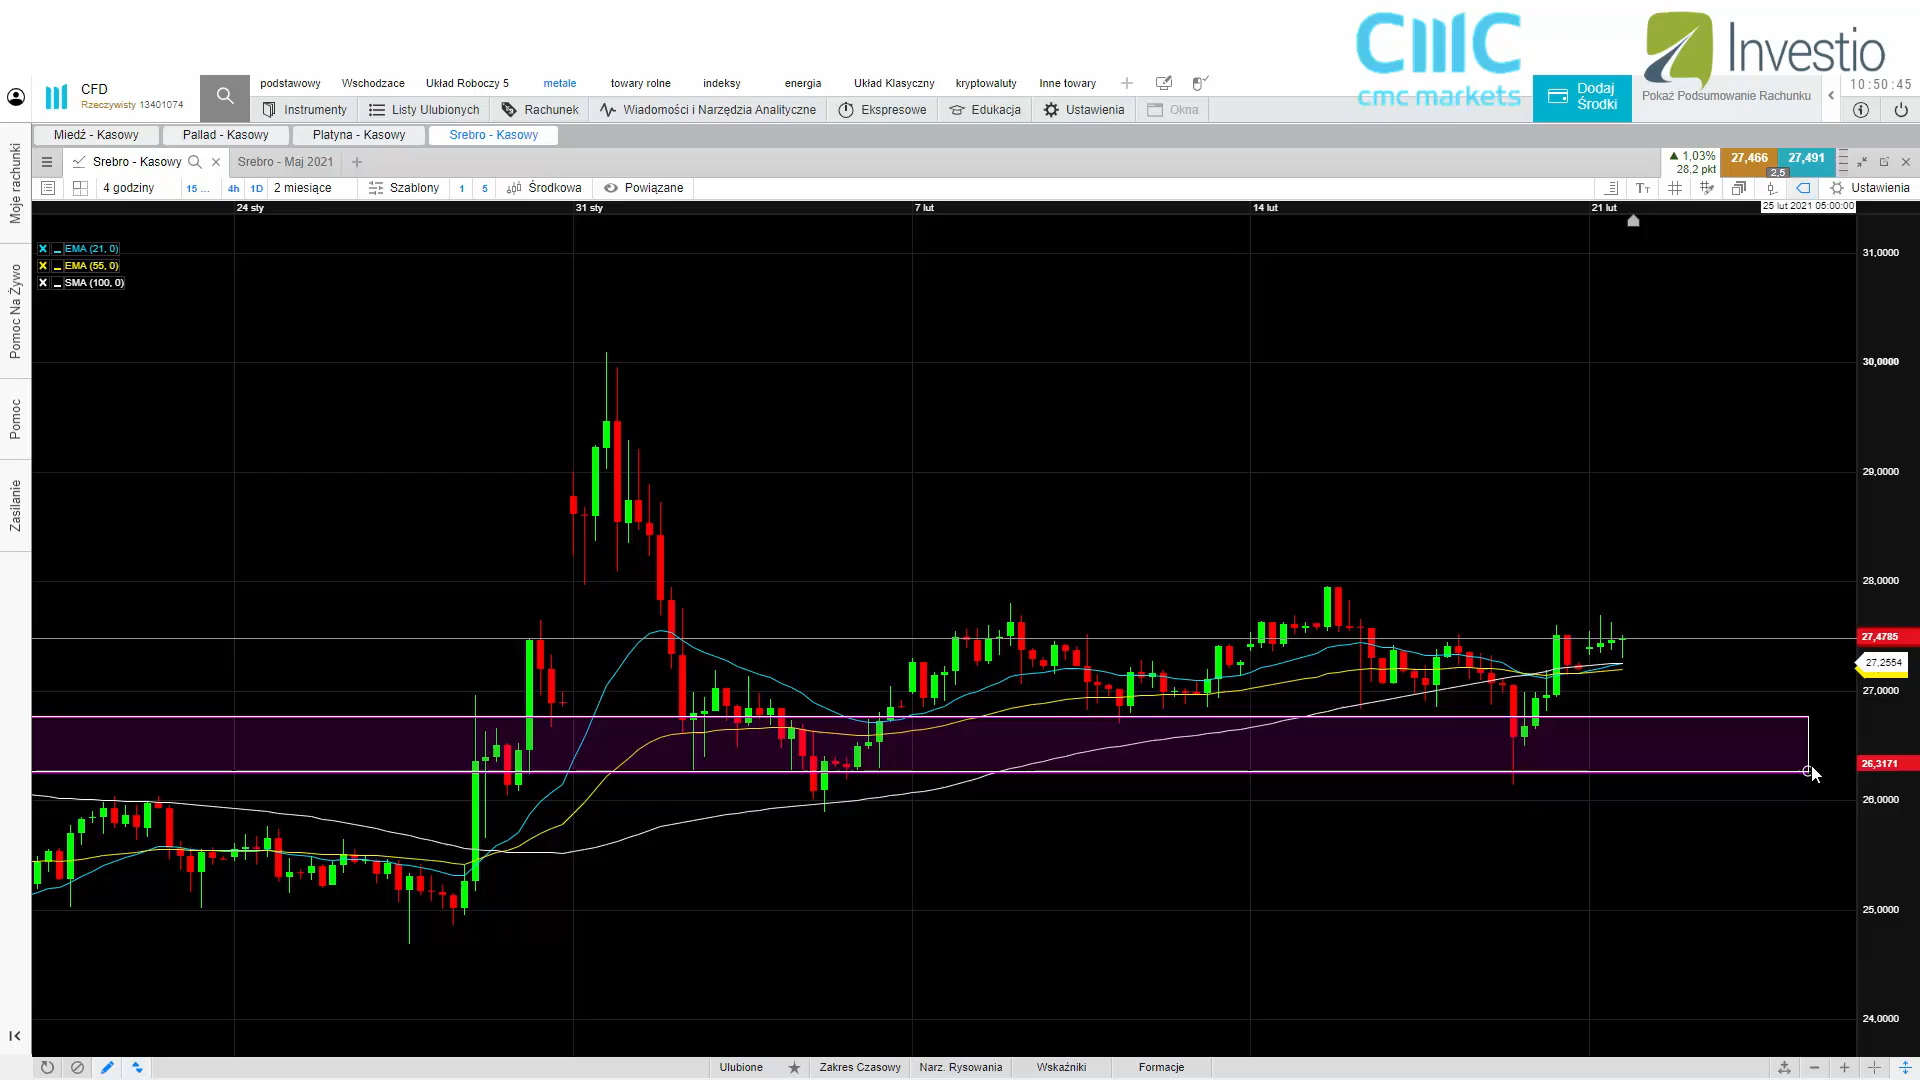 cmc markets
Investio
CFD
Rzeczywisty 13401074
podstawowy Wschodzace Układ Roboczy 5 metale towary rolne indeksy energia Układ Klasyczny kryptowaluty Inne towary
Dodaj Środki
Pokaż Podsumowanie Rachunku
10:50:45
Instrumenty Listy Ulubionych Rachunek Wiadomości i Narzędzia Analityczne Ekspresowe Edukacja Ustawienia Okna
Miedź - Kasowy Pallad - Kasowy Platyna - Kasowy Srebro - Kasowy
Srebro - Kasowy Srebro - Maj 2021
1,03%
28,2 pkt
27,466 27,491
2,5
4 godziny 15 ... 4h 1D 2 miesiące Szablony 1 5 Środkowa Powiązane Ustawienia
24 sty 31 sty 7 lut 14 lut 21 lut 25 lut 2021 05:00:00
EMA (21, 0)
EMA (55, 0)
SMA (100, 0)
31,0000
30,0000
29,0000
28,0000
27,4785
27,2554
27,0000
26,3171
26,0000
25,0000
24,0000
Moje rachunki
Pomoc Na Żywo
Pomoc
Zasilanie
Ulubione Zakres Czasowy Narz. Rysowania Wskaźniki Formacje